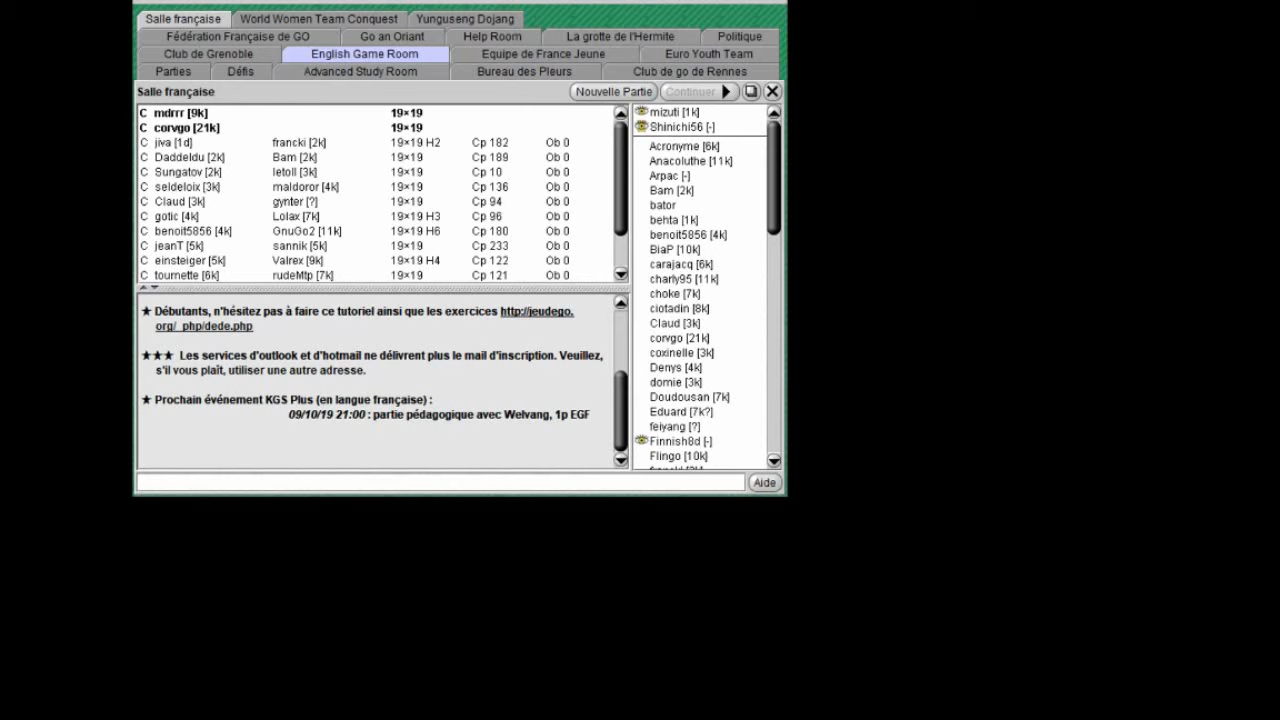 Salle française World Women Team Conquest Yunguseng Dojang
Fédération Française de GO Go an Oriant Help Room La grotte de l'Hermite Politique
Club de Grenoble English Game Room Equipe de France Jeune Euro Youth Team
Parties Défis Advanced Study Room Bureau des Pleurs Club de go de Rennes
Salle française Nouvelle Partie Continuer
C mdrrr [9k] 19×19
C corvgo [21k] 19×19
C jiva [1d] francki [2k] 19×19 H2 Cp 182 Ob 0
C Daddeldu [2k] Bam [2k] 19×19 Cp 189 Ob 0
C Sungatov [2k] letoll [3k] 19×19 Cp 10 Ob 0
C seldeloix [3k] maldoror [4k] 19×19 Cp 136 Ob 0
C Claud [3k] gynter [?] 19×19 Cp 94 Ob 0
C gotic [4k] Lolax [7k] 19×19 H3 Cp 96 Ob 0
C benoit5856 [4k] GnuGo2 [11k] 19×19 H6 Cp 180 Ob 0
C jeanT [5k] sannik [5k] 19×19 Cp 233 Ob 0
C einsteiger [5k] Valrex [9k] 19×19 H4 Cp 122 Ob 0
C tournette [6k] rudeMtp [7k] 19×19 Cp 121 Ob 0
★ Débutants, n'hésitez pas à faire ce tutoriel ainsi que les exercices http://jeudego.
org/_php/dede.php
★★★ Les services d'outlook et d'hotmail ne délivrent plus le mail d'inscription. Veuillez,
s'il vous plaît, utiliser une autre adresse.
★ Prochain événement KGS Plus (en langue française) :
09/10/19 21:00 : partie pédagogique avec Welvang, 1p EGF
mizuti [1k]
Shinichi56 [-]
Acronyme [6k]
Anacoluthe [11k]
Arpac [-]
Bam [2k]
bator
behta [1k]
benoit5856 [4k]
BiaP [10k]
carajacq [6k]
charly95 [11k]
choke [7k]
ciotadin [8k]
Claud [3k]
corvgo [21k]
coxinelle [3k]
Denys [4k]
domie [3k]
Doudousan [7k]
Eduard [7k?]
feiyang [?]
Finnish8d [-]
Flingo [10k]
Aide